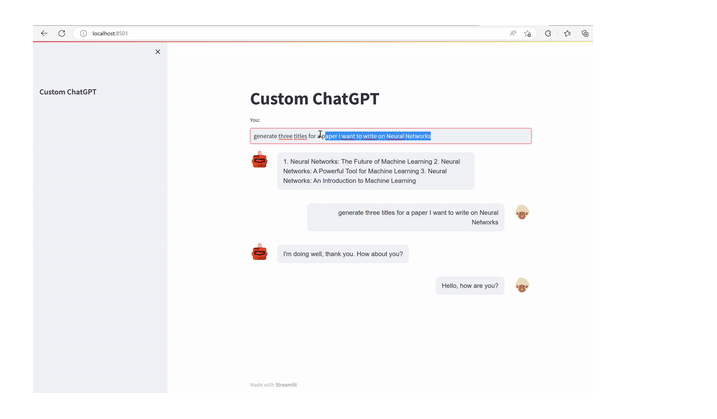 localhost:8501
Custom ChatGPT
Custom ChatGPT
You:
generate three titles for a paper I want to write on Neural Networks
1. Neural Networks: The Future of Machine Learning 2. Neural
Networks: A Powerful Tool for Machine Learning 3. Neural
Networks: An Introduction to Machine Learning
generate three titles for a paper I want to write on Neural
Networks
I'm doing well, thank you. How about you?
Hello, how are you?
Made with Streamlit